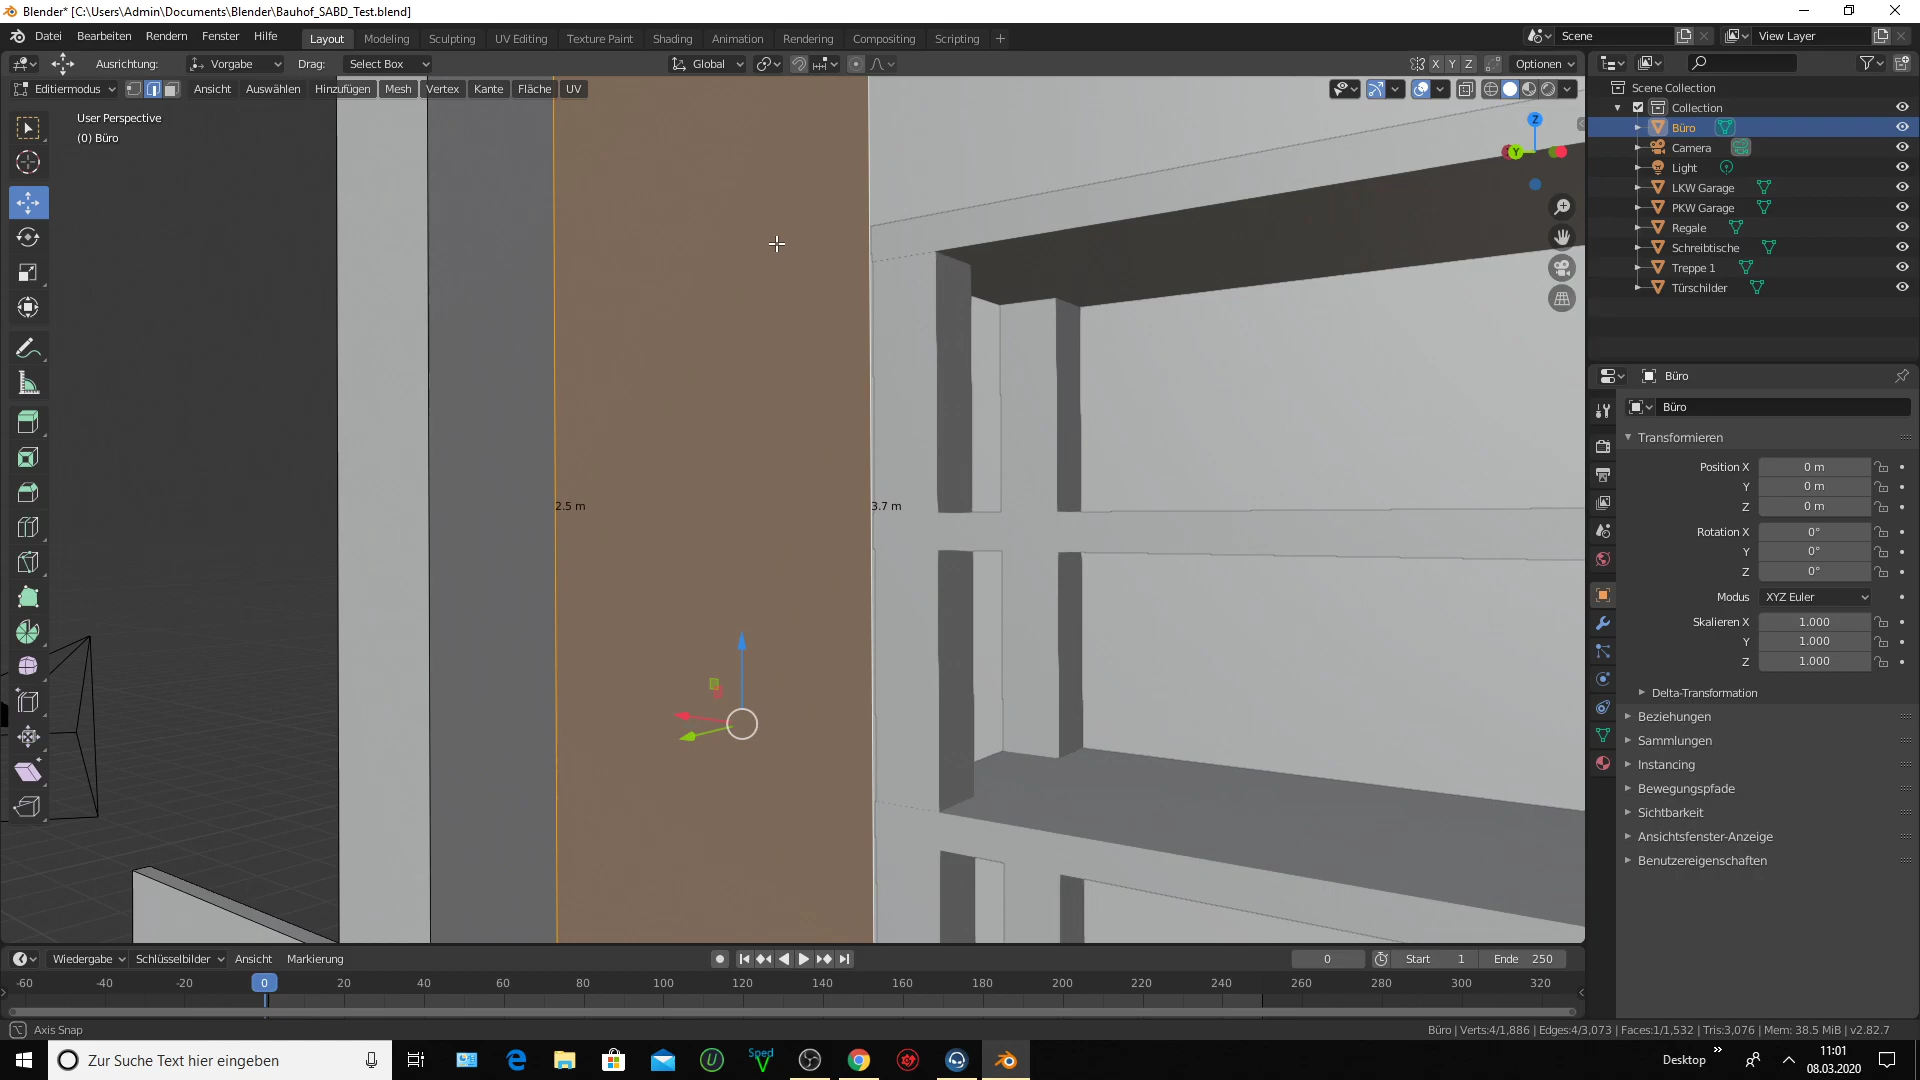 Blender* [C:\Users\Admin\Documents\Blender\Bauhof_SABD_Test.blend]
Datei Bearbeiten Rendern Fenster Hilfe Layout Modeling Sculpting UV Editing Texture Paint Shading Animation Rendering Compositing Scripting Scene View Layer
Ausrichtung: Vorgabe Drag: Select Box Global X Y Z Optionen
Editiermodus Ansicht Auswählen Hinzufügen Mesh Vertex Kante Fläche UV
User Perspective
(0) Büro
Z
Y
2.5 m
3.7 m
Scene Collection
Collection
Büro
Camera
Light
LKW Garage
PKW Garage
Regale
Schreibtische
Treppe 1
Türschilder
Büro
Büro
Transformieren
Position X 0 m
Y 0 m
Z 0 m
Rotation X 0°
Y 0°
Z 0°
Modus XYZ Euler
Skalieren X 1.000
Y 1.000
Z 1.000
Delta-Transformation
Beziehungen
Sammlungen
Instancing
Bewegungspfade
Sichtbarkeit
Ansichtsfenster-Anzeige
Benutzereigenschaften
Wiedergabe Schlüsselbilder Ansicht Markierung 0 Start 1 Ende 250
-60 -40 -20 0 20 40 60 80 100 120 140 160 180 200 220 240 260 280 300 320
Axis Snap Büro | Verts:4/1,886 | Edges:4/3,073 | Faces:1/1,532 | Tris:3,076 | Mem: 38.5 MiB | v2.82.7
Zur Suche Text hier eingeben Sped V Desktop 11:01
08.03.2020